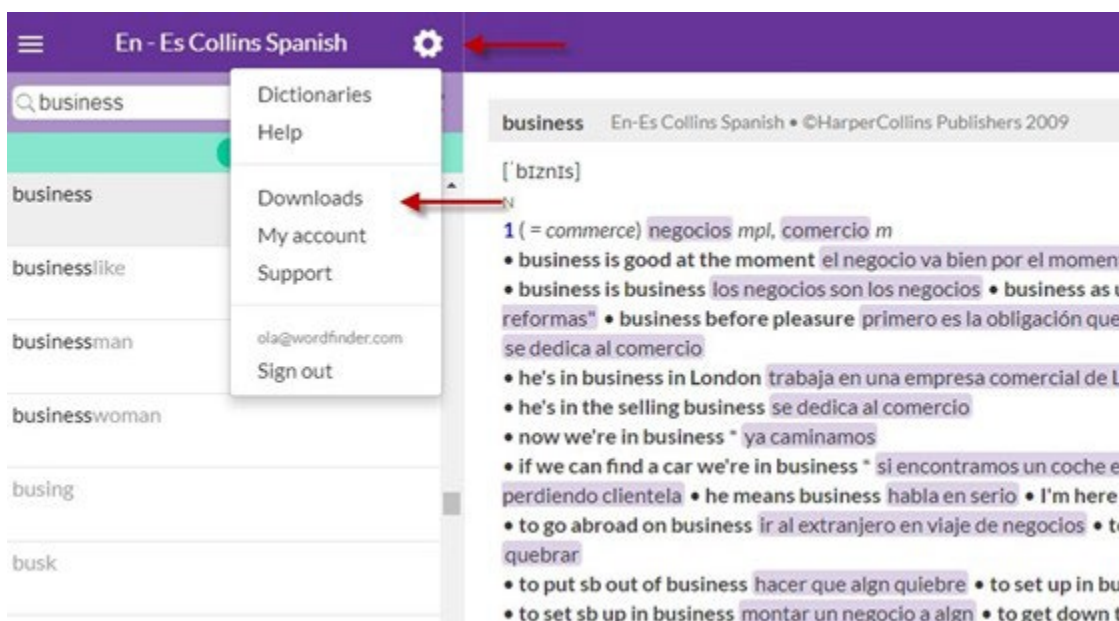 En - Es Collins Spanish
business
Dictionaries
Help
Downloads
My account
Support
ola@wordfinder.com
Sign out
business
businesslike
businessman
businesswoman
busing
busk
business En-Es Collins Spanish • ©HarperCollins Publishers 2009
[ˈbɪznɪs]
N
1 ( = commerce) negocios mpl, comercio m
• business is good at the moment el negocio va bien por el momen
• business is business los negocios son los negocios • business as
reformas" • business before pleasure primero es la obligación que
se dedica al comercio
• he's in business in London trabaja en una empresa comercial de L
• he's in the selling business se dedica al comercio
• now we're in business * ya caminamos
• if we can find a car we're in business * si encontramos un coche e
perdiendo clientela • he means business habla en serio • I'm here
• to go abroad on business ir al extranjero en viaje de negocios • t
quebrar
• to put sb out of business hacer que algn quiebre • to set up in bu
• to set sb up in business montar un negocio a algn • to get down t